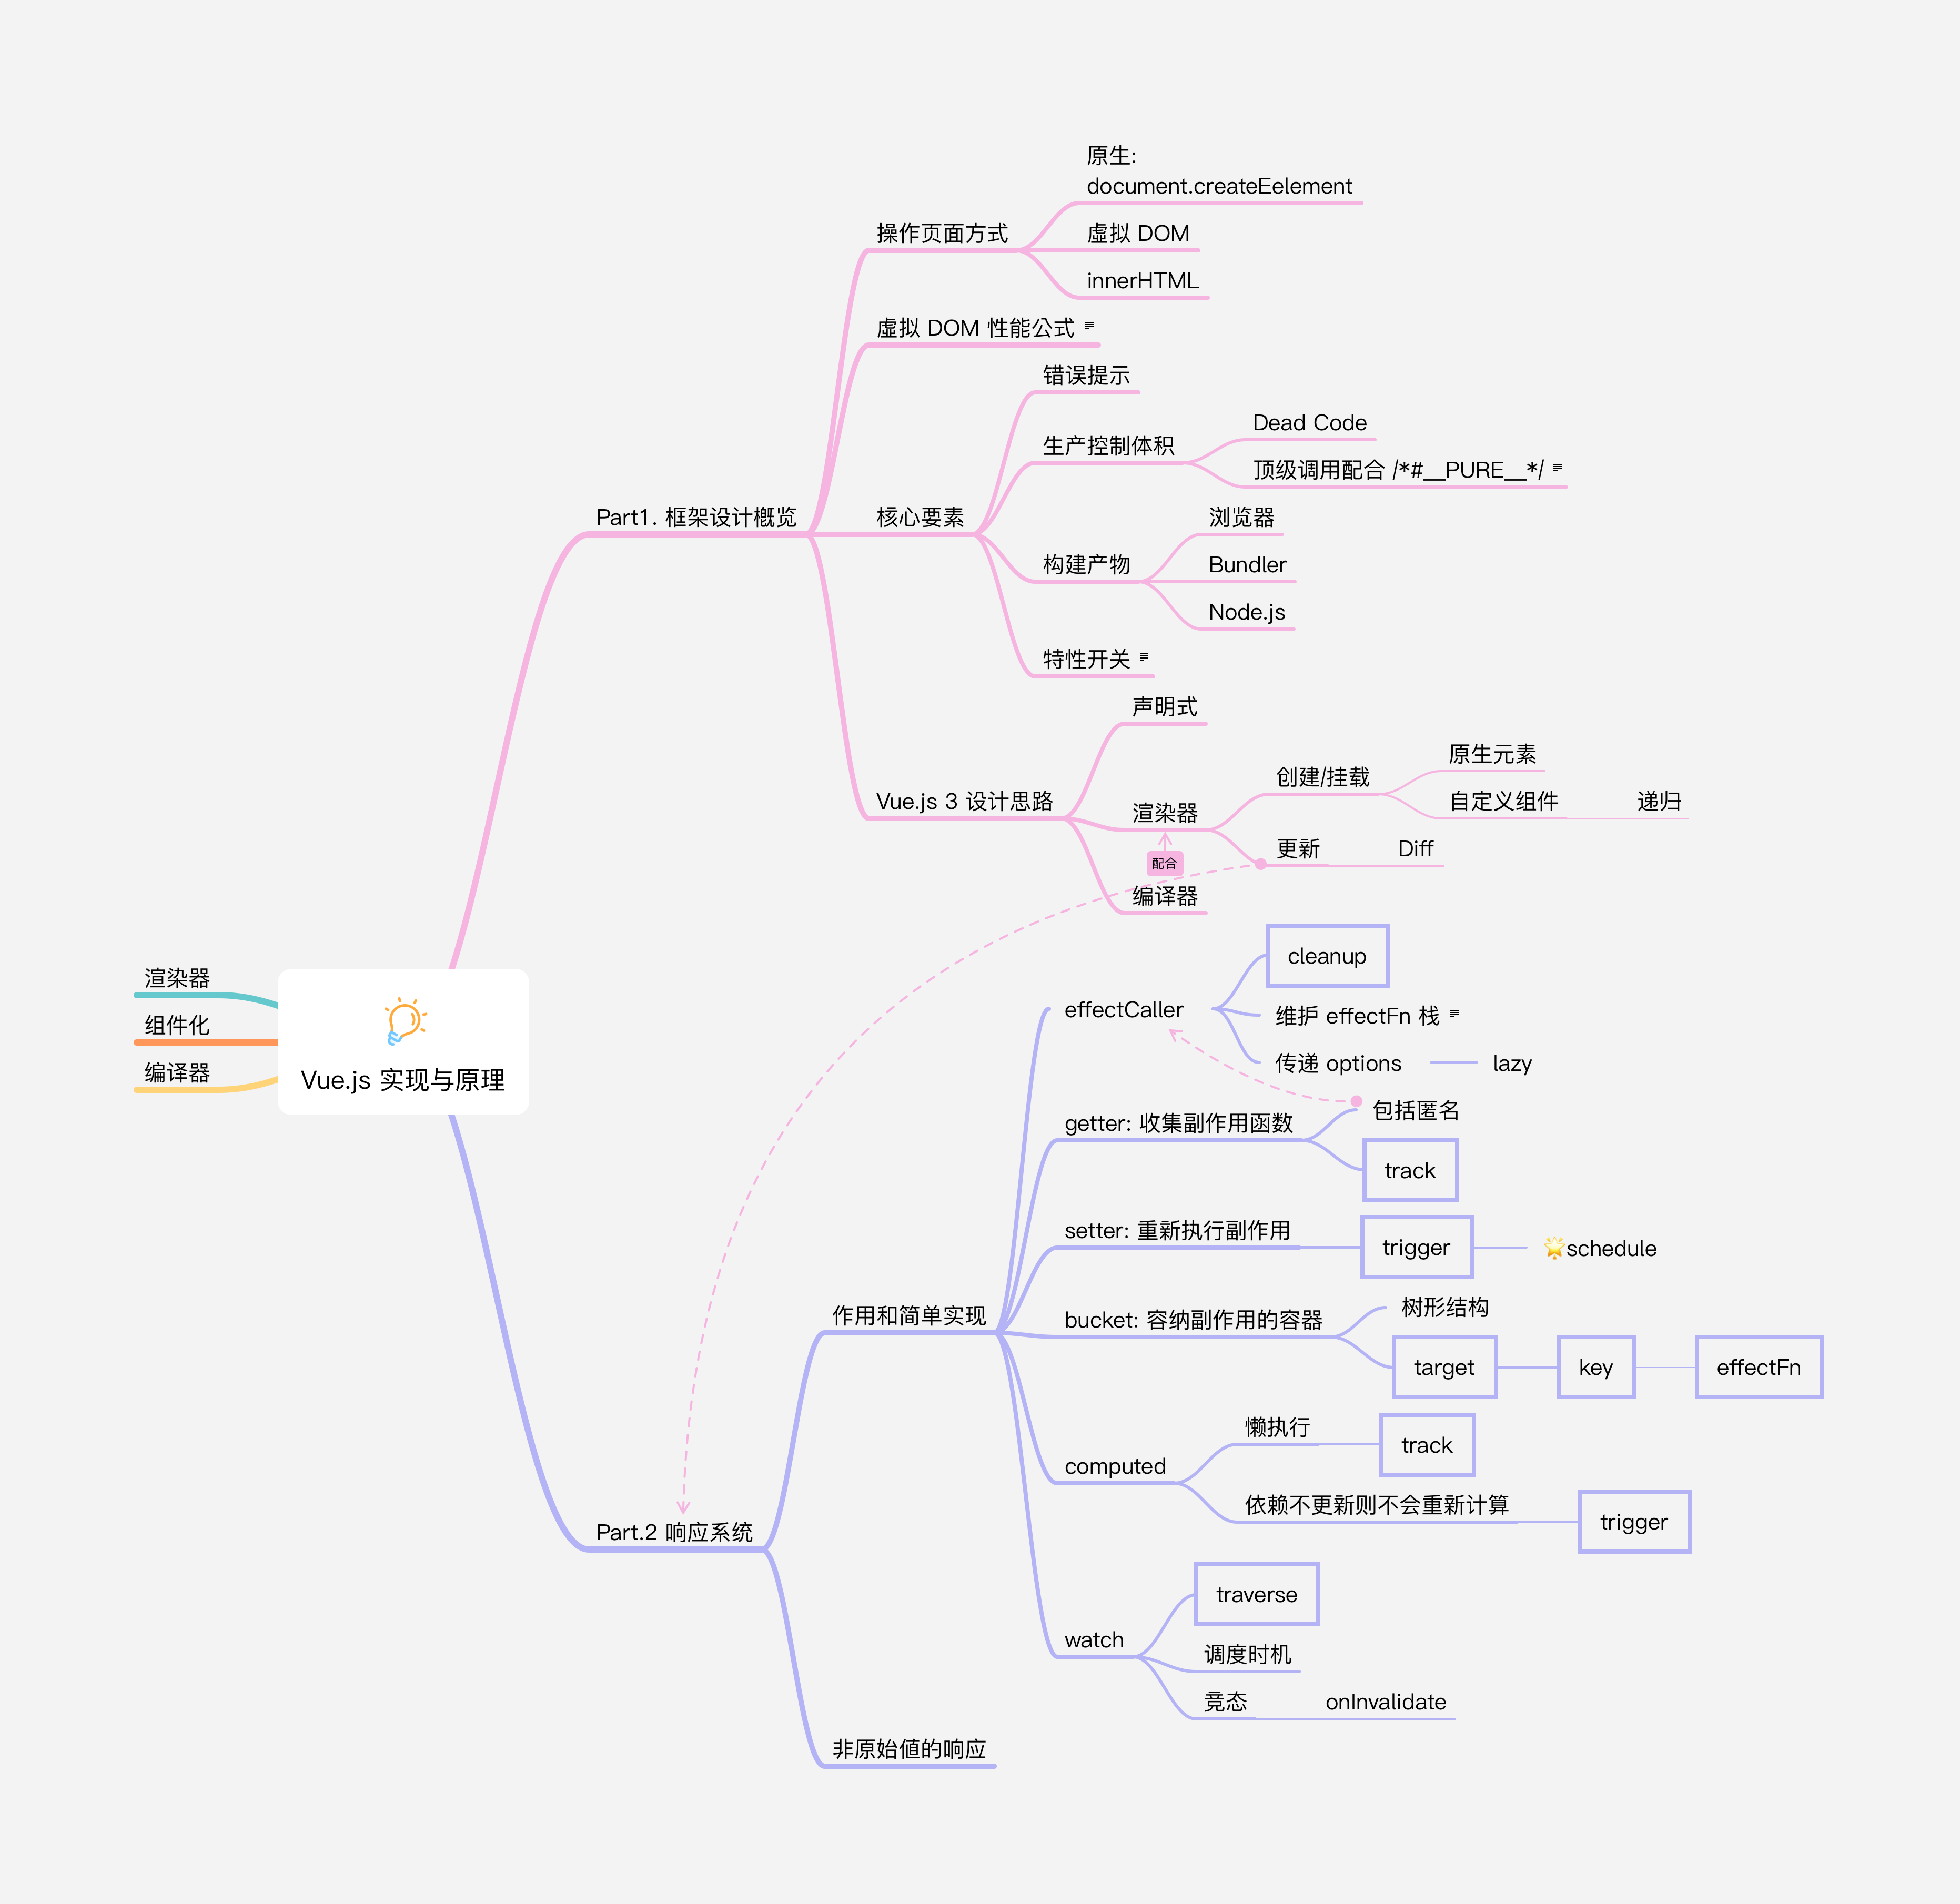 原生:
document.createEelement
操作页面方式
虚拟 DOM
innerHTML
虚拟 DOM 性能公式
错误提示
Dead Code
生产控制体积
顶级调用配合 /*#__PURE__*/
Part1. 框架设计概览
核心要素
浏览器
构建产物
Bundler
Node.js
特性开关
声明式
原生元素
创建/挂载
Vue.js 3 设计思路
自定义组件
递归
渲染器
更新
Diff
配合
编译器
cleanup
effectCaller
维护 effectFn 栈
传递 options
lazy
渲染器
组件化
编译器
Vue.js 实现与原理
包括匿名
getter: 收集副作用函数
track
setter: 重新执行副作用
trigger
🌟schedule
作用和简单实现
bucket: 容纳副作用的容器
树形结构
target
key
effectFn
懒执行
track
computed
依赖不更新则不会重新计算
trigger
Part.2 响应系统
traverse
watch
调度时机
竞态
onInvalidate
非原始值的响应